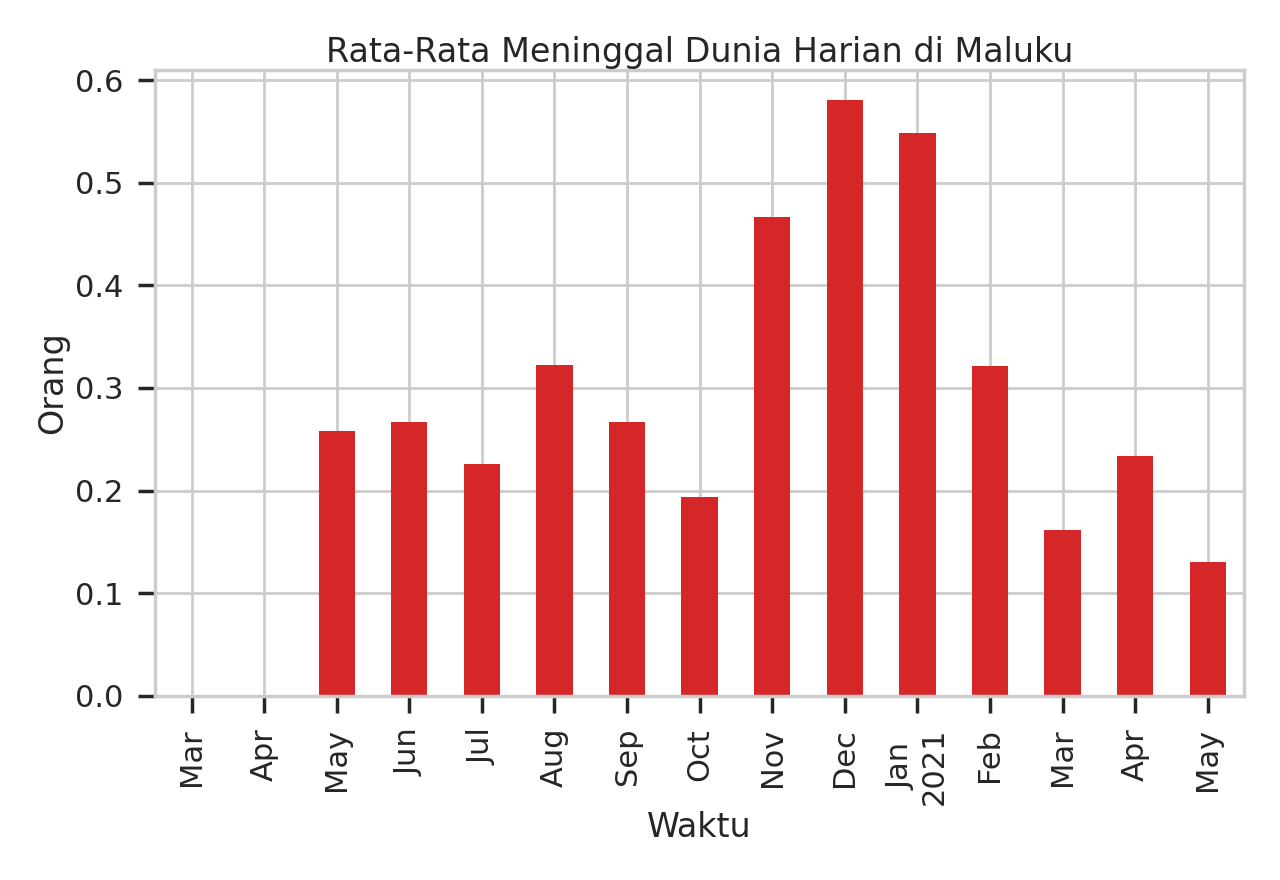 Rata-Rata Meninggal Dunia Harian di Maluku
0.6
0.5
0.4
0.3
0.2
0.1
0.0
Orang
Mar
Apr
May
Jun
Jul
Aug
Sep
Oct
Nov
Dec
Jan
2021
Feb
Mar
Apr
May
Waktu